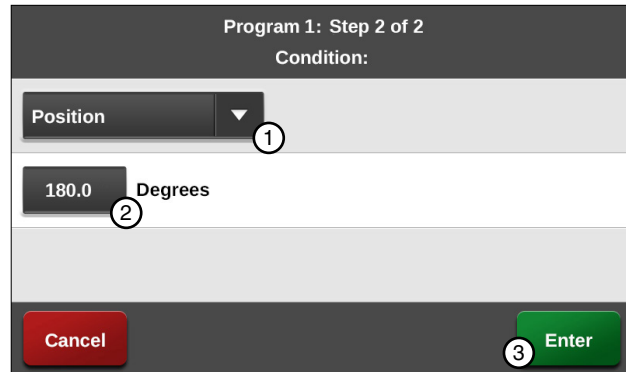 Program 1: Step 2 of 2
Condition:
Position
1
180.0 Degrees
2
Cancel
3 Enter